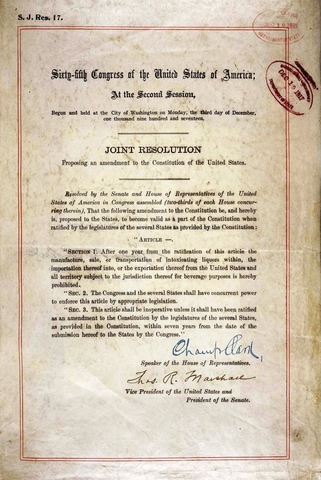 S. J. Res. 17.
Sixty-fifth Congress of the United States of America;
At the Second Session,
Begun and held at the City of Washington on Monday, the third day of December,
one thousand nine hundred and seventeen.
JOINT RESOLUTION
Proposing an amendment to the Constitution of the United States.
Resolved by the Senate and House of Representatives of the United
States of America in Congress assembled (two-thirds of each House concur-
ring therein), That the following amendment to the Constitution be, and hereby
is, proposed to the States, to become valid as a part of the Constitution when
ratified by the legislatures of the several States as provided by the Constitution:
"ARTICLE —.
"SECTION 1. After one year from the ratification of this article the
manufacture, sale, or transportation of intoxicating liquors within, the
importation thereof into, or the exportation thereof from the United States and
all territory subject to the jurisdiction thereof for beverage purposes is hereby
prohibited.
"SEC. 2. The Congress and the several States shall have concurrent power
to enforce this article by appropriate legislation.
"SEC. 3. This article shall be inoperative unless it shall have been ratified
as an amendment to the Constitution by the legislatures of the several States,
as provided in the Constitution, within seven years from the date of the
submission hereof to the States by the Congress."
Champ Clark,
Speaker of the House of Representatives.
Thos. R. Marshall
Vice President of the United States and
President of the Senate.
DEC 19 1917